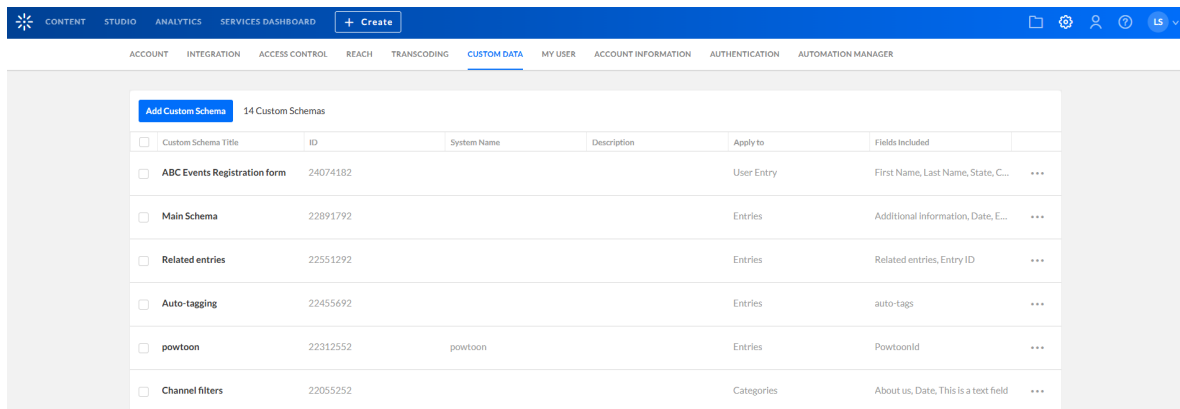 CONTENT STUDIO ANALYTICS SERVICES DASHBOARD + Create LS
ACCOUNT INTEGRATION ACCESS CONTROL REACH TRANSCODING CUSTOM DATA MY USER ACCOUNT INFORMATION AUTHENTICATION AUTOMATION MANAGER
Add Custom Schema 14 Custom Schemas
Custom Schema Title ID System Name Description Apply to Fields Included
ABC Events Registration form 24074182 User Entry First Name, Last Name, State, C...
Main Schema 22891792 Entries Additional information, Date, E...
Related entries 22551292 Entries Related entries, Entry ID
Auto-tagging 22455692 Entries auto-tags
powtoon 22312552 powtoon Entries PowtoonId
Channel filters 22055252 Categories About us, Date, This is a text field